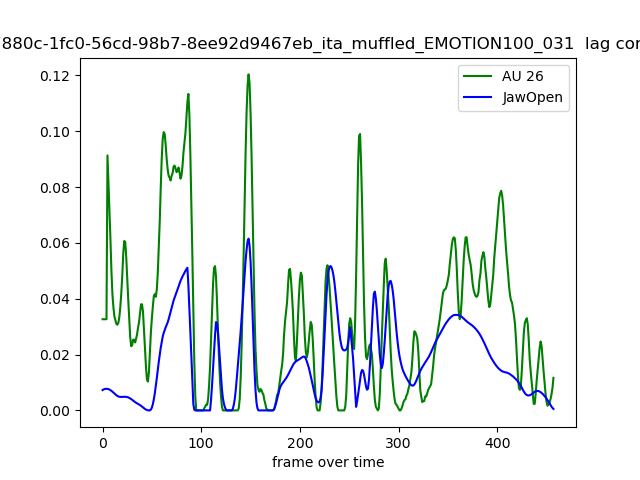 880c-1fc0-56cd-98b7-8ee92d9467eb_ita_muffled_EMOTION100_031 lag cor
AU 26
JawOpen
0.12
0.10
0.08
0.06
0.04
0.02
0.00
0 100 200 300 400
frame over time